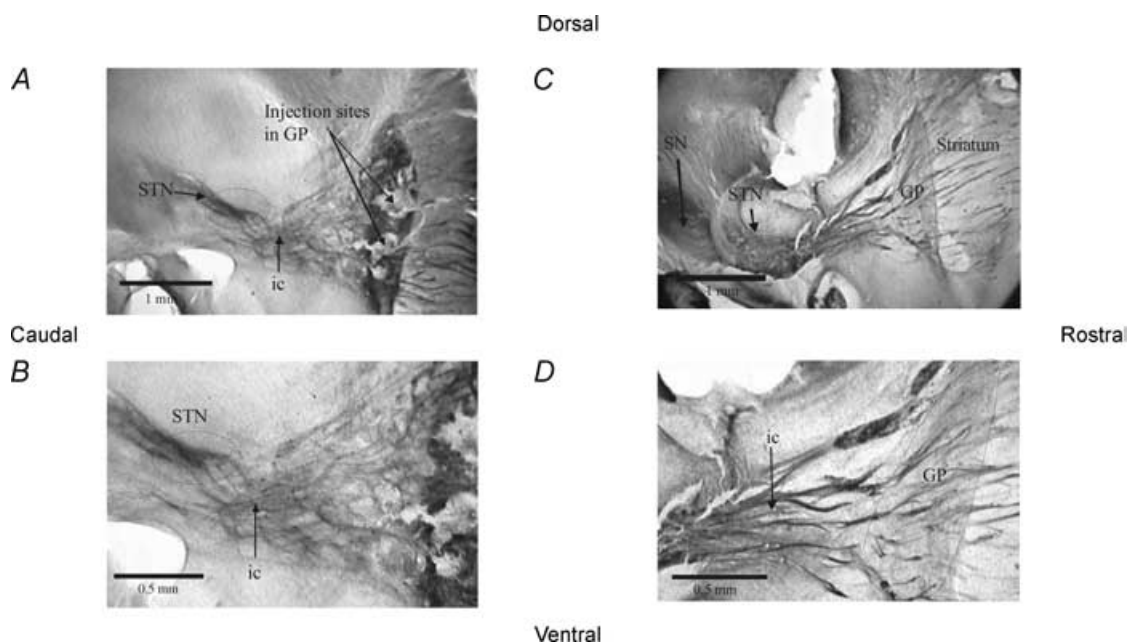 Dorsal
A
Injection sites
in GP
STN
ic
1 mm
C
SN
STN
GP
Striatum
1 mm
Caudal
Rostral
B
STN
ic
0.5 mm
D
ic
GP
0.5 mm
Ventral